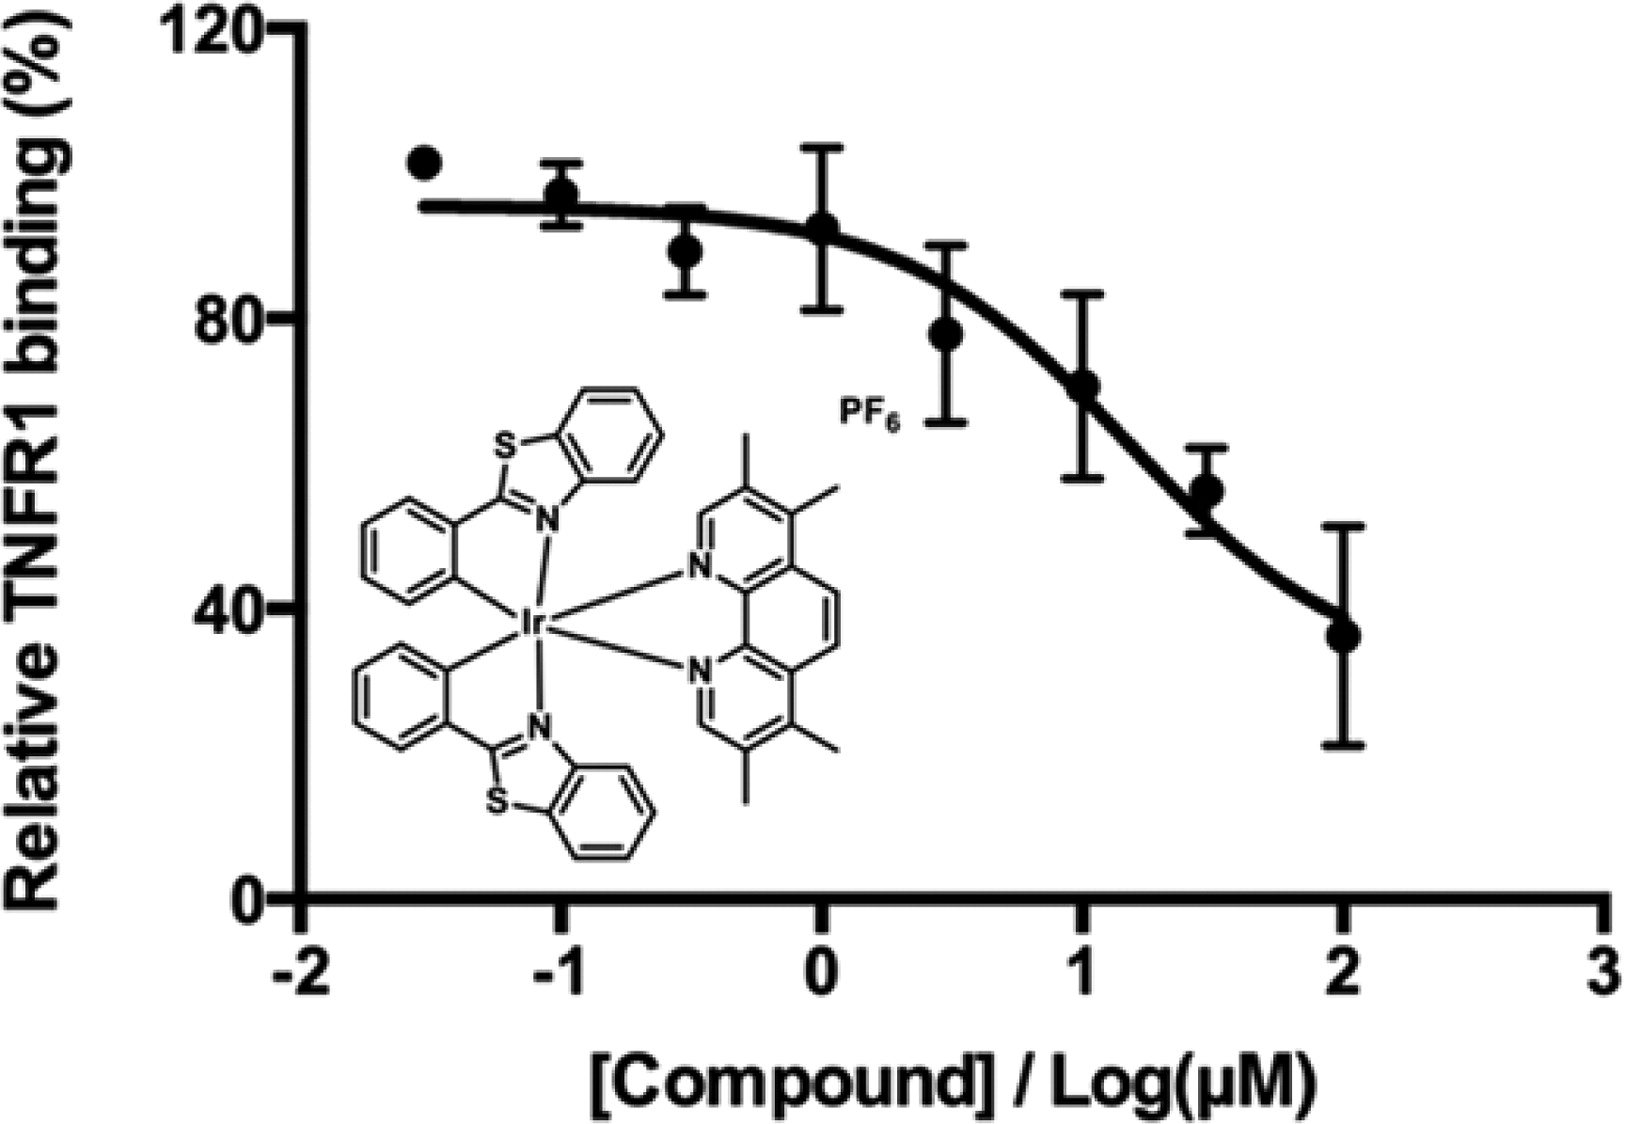 Relative TNFR1 binding (%)
120
80
40
0
-2 -1 0 1 2 3
[Compound] / Log(μM)
PF6
S
N
N
Ir
N
N
S